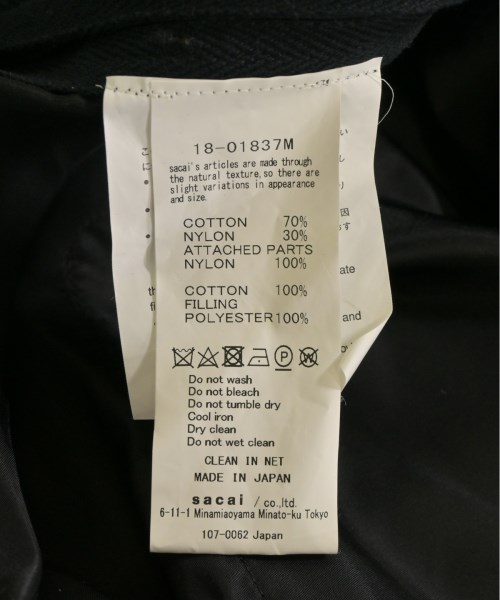 18-01837M
sacai's articles are made through
the natural texture, so there are
slight variations in appearance
and size.
COTTON 70%
NYLON 30%
ATTACHED PARTS
NYLON 100%
COTTON 100%
FILLING
POLYESTER 100%
P
W
Do not wash
Do not bleach
Do not tumble dry
Cool iron
Dry clean
Do not wet clean
CLEAN IN NET
MADE IN JAPAN
sacai / co.,ltd.
6-11-1 Minamiaoyama Minato-ku Tokyo
107-0062 Japan
and